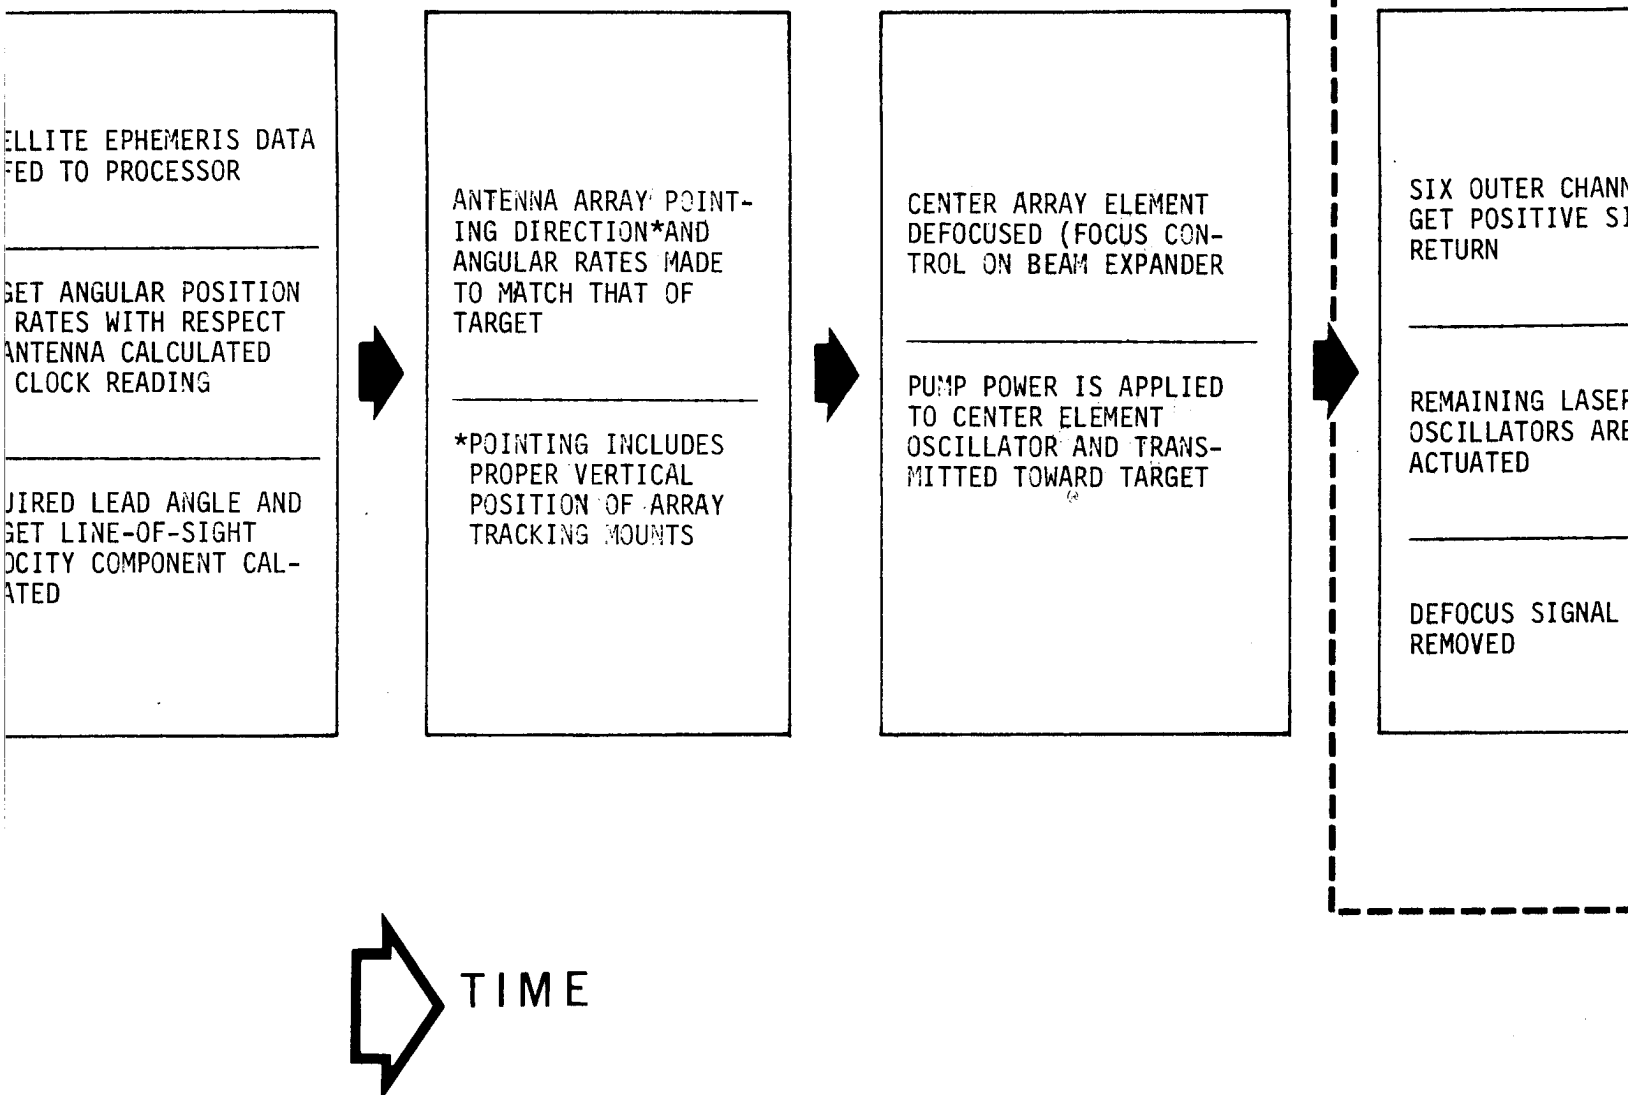 ELLITE EPHEMERIS DATA
FED TO PROCESSOR
GET ANGULAR POSITION
RATES WITH RESPECT
ANTENNA CALCULATED
CLOCK READING
UIRED LEAD ANGLE AND
GET LINE-OF-SIGHT
OCITY COMPONENT CAL-
ATED
ANTENNA ARRAY POINT-
ING DIRECTION*AND
ANGULAR RATES MADE
TO MATCH THAT OF
TARGET
*POINTING INCLUDES
PROPER VERTICAL
POSITION OF ARRAY
TRACKING MOUNTS
CENTER ARRAY ELEMENT
DEFOCUSED (FOCUS CON-
TROL ON BEAM EXPANDER
PUMP POWER IS APPLIED
TO CENTER ELEMENT
OSCILLATOR AND TRANS-
MITTED TOWARD TARGET
SIX OUTER CHANN
GET POSITIVE SI
RETURN
REMAINING LASER
OSCILLATORS ARE
ACTUATED
DEFOCUS SIGNAL
REMOVED
TIME